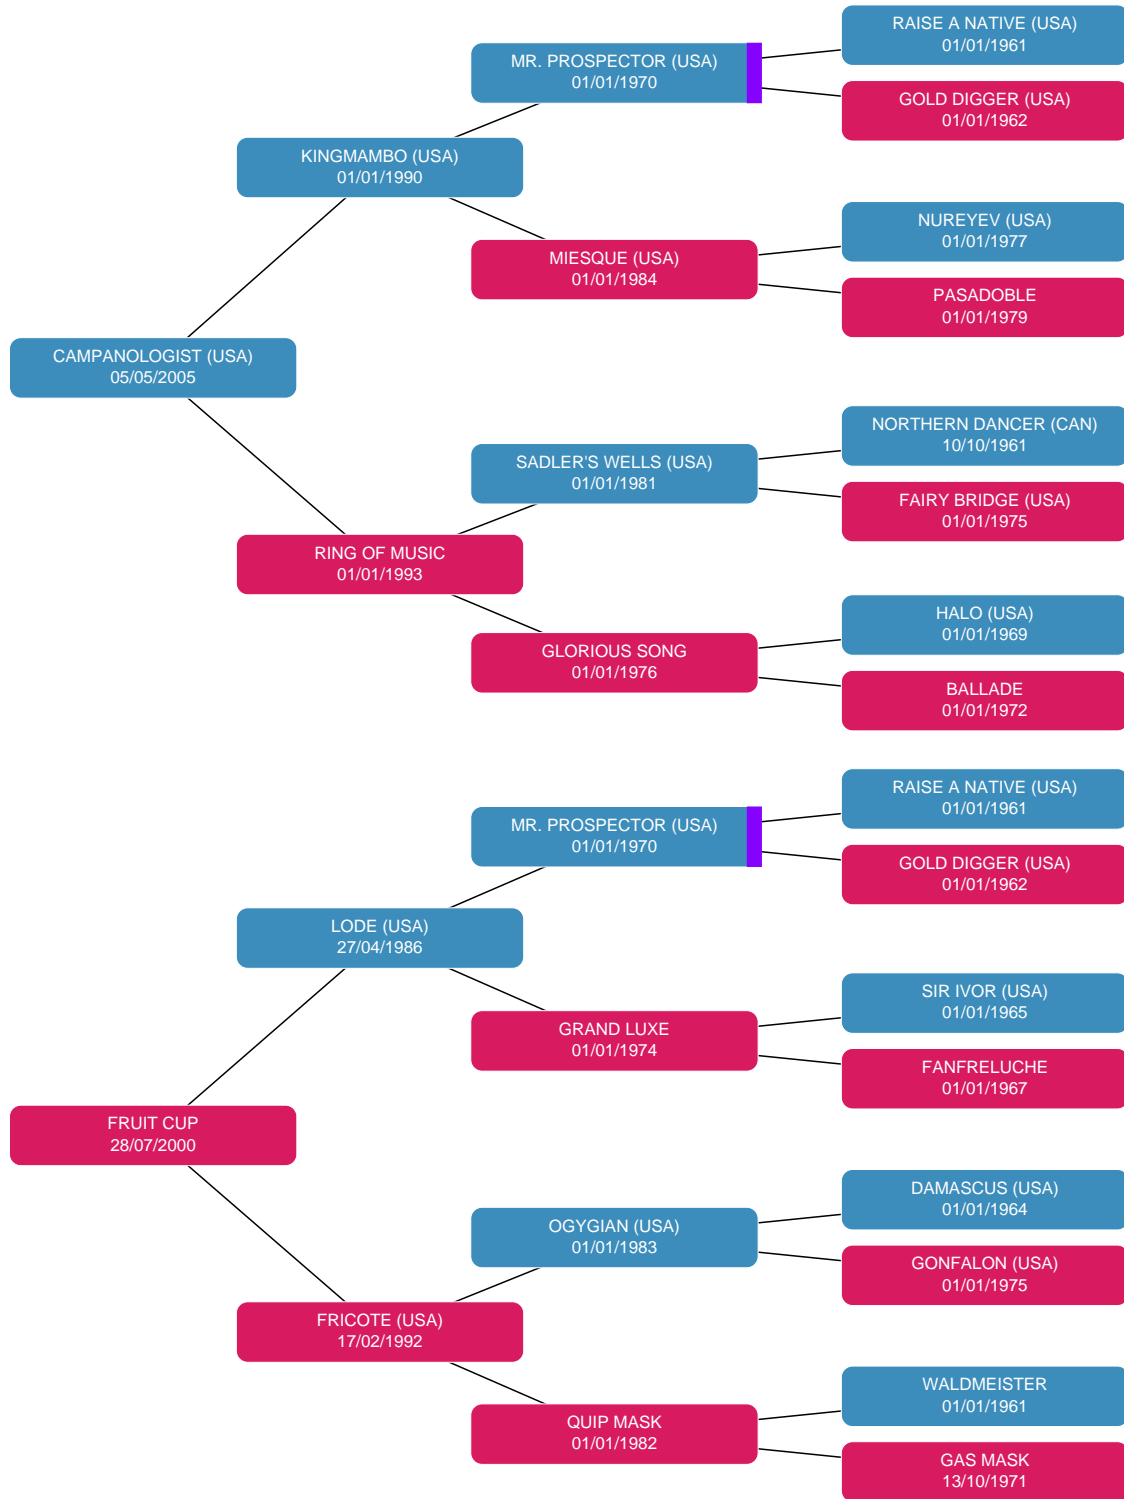 RAISE A NATIVE (USA)
01/01/1961
MR. PROSPECTOR (USA)
01/01/1970
GOLD DIGGER (USA)
01/01/1962
KINGMAMBO (USA)
01/01/1990
NUREYEV (USA)
01/01/1977
MIESQUE (USA)
01/01/1984
PASADOBLE
01/01/1979
CAMPANOLOGIST (USA)
05/05/2005
NORTHERN DANCER (CAN)
10/10/1961
SADLER'S WELLS (USA)
01/01/1981
FAIRY BRIDGE (USA)
01/01/1975
RING OF MUSIC
01/01/1993
HALO (USA)
01/01/1969
GLORIOUS SONG
01/01/1976
BALLADE
01/01/1972
RAISE A NATIVE (USA)
01/01/1961
MR. PROSPECTOR (USA)
01/01/1970
GOLD DIGGER (USA)
01/01/1962
LODE (USA)
27/04/1986
SIR IVOR (USA)
01/01/1965
GRAND LUXE
01/01/1974
FANFRELUCHE
01/01/1967
FRUIT CUP
28/07/2000
DAMASCUS (USA)
01/01/1964
OGYGIAN (USA)
01/01/1983
GONFALON (USA)
01/01/1975
FRICOTE (USA)
17/02/1992
WALDMEISTER
01/01/1961
QUIP MASK
01/01/1982
GAS MASK
13/10/1971